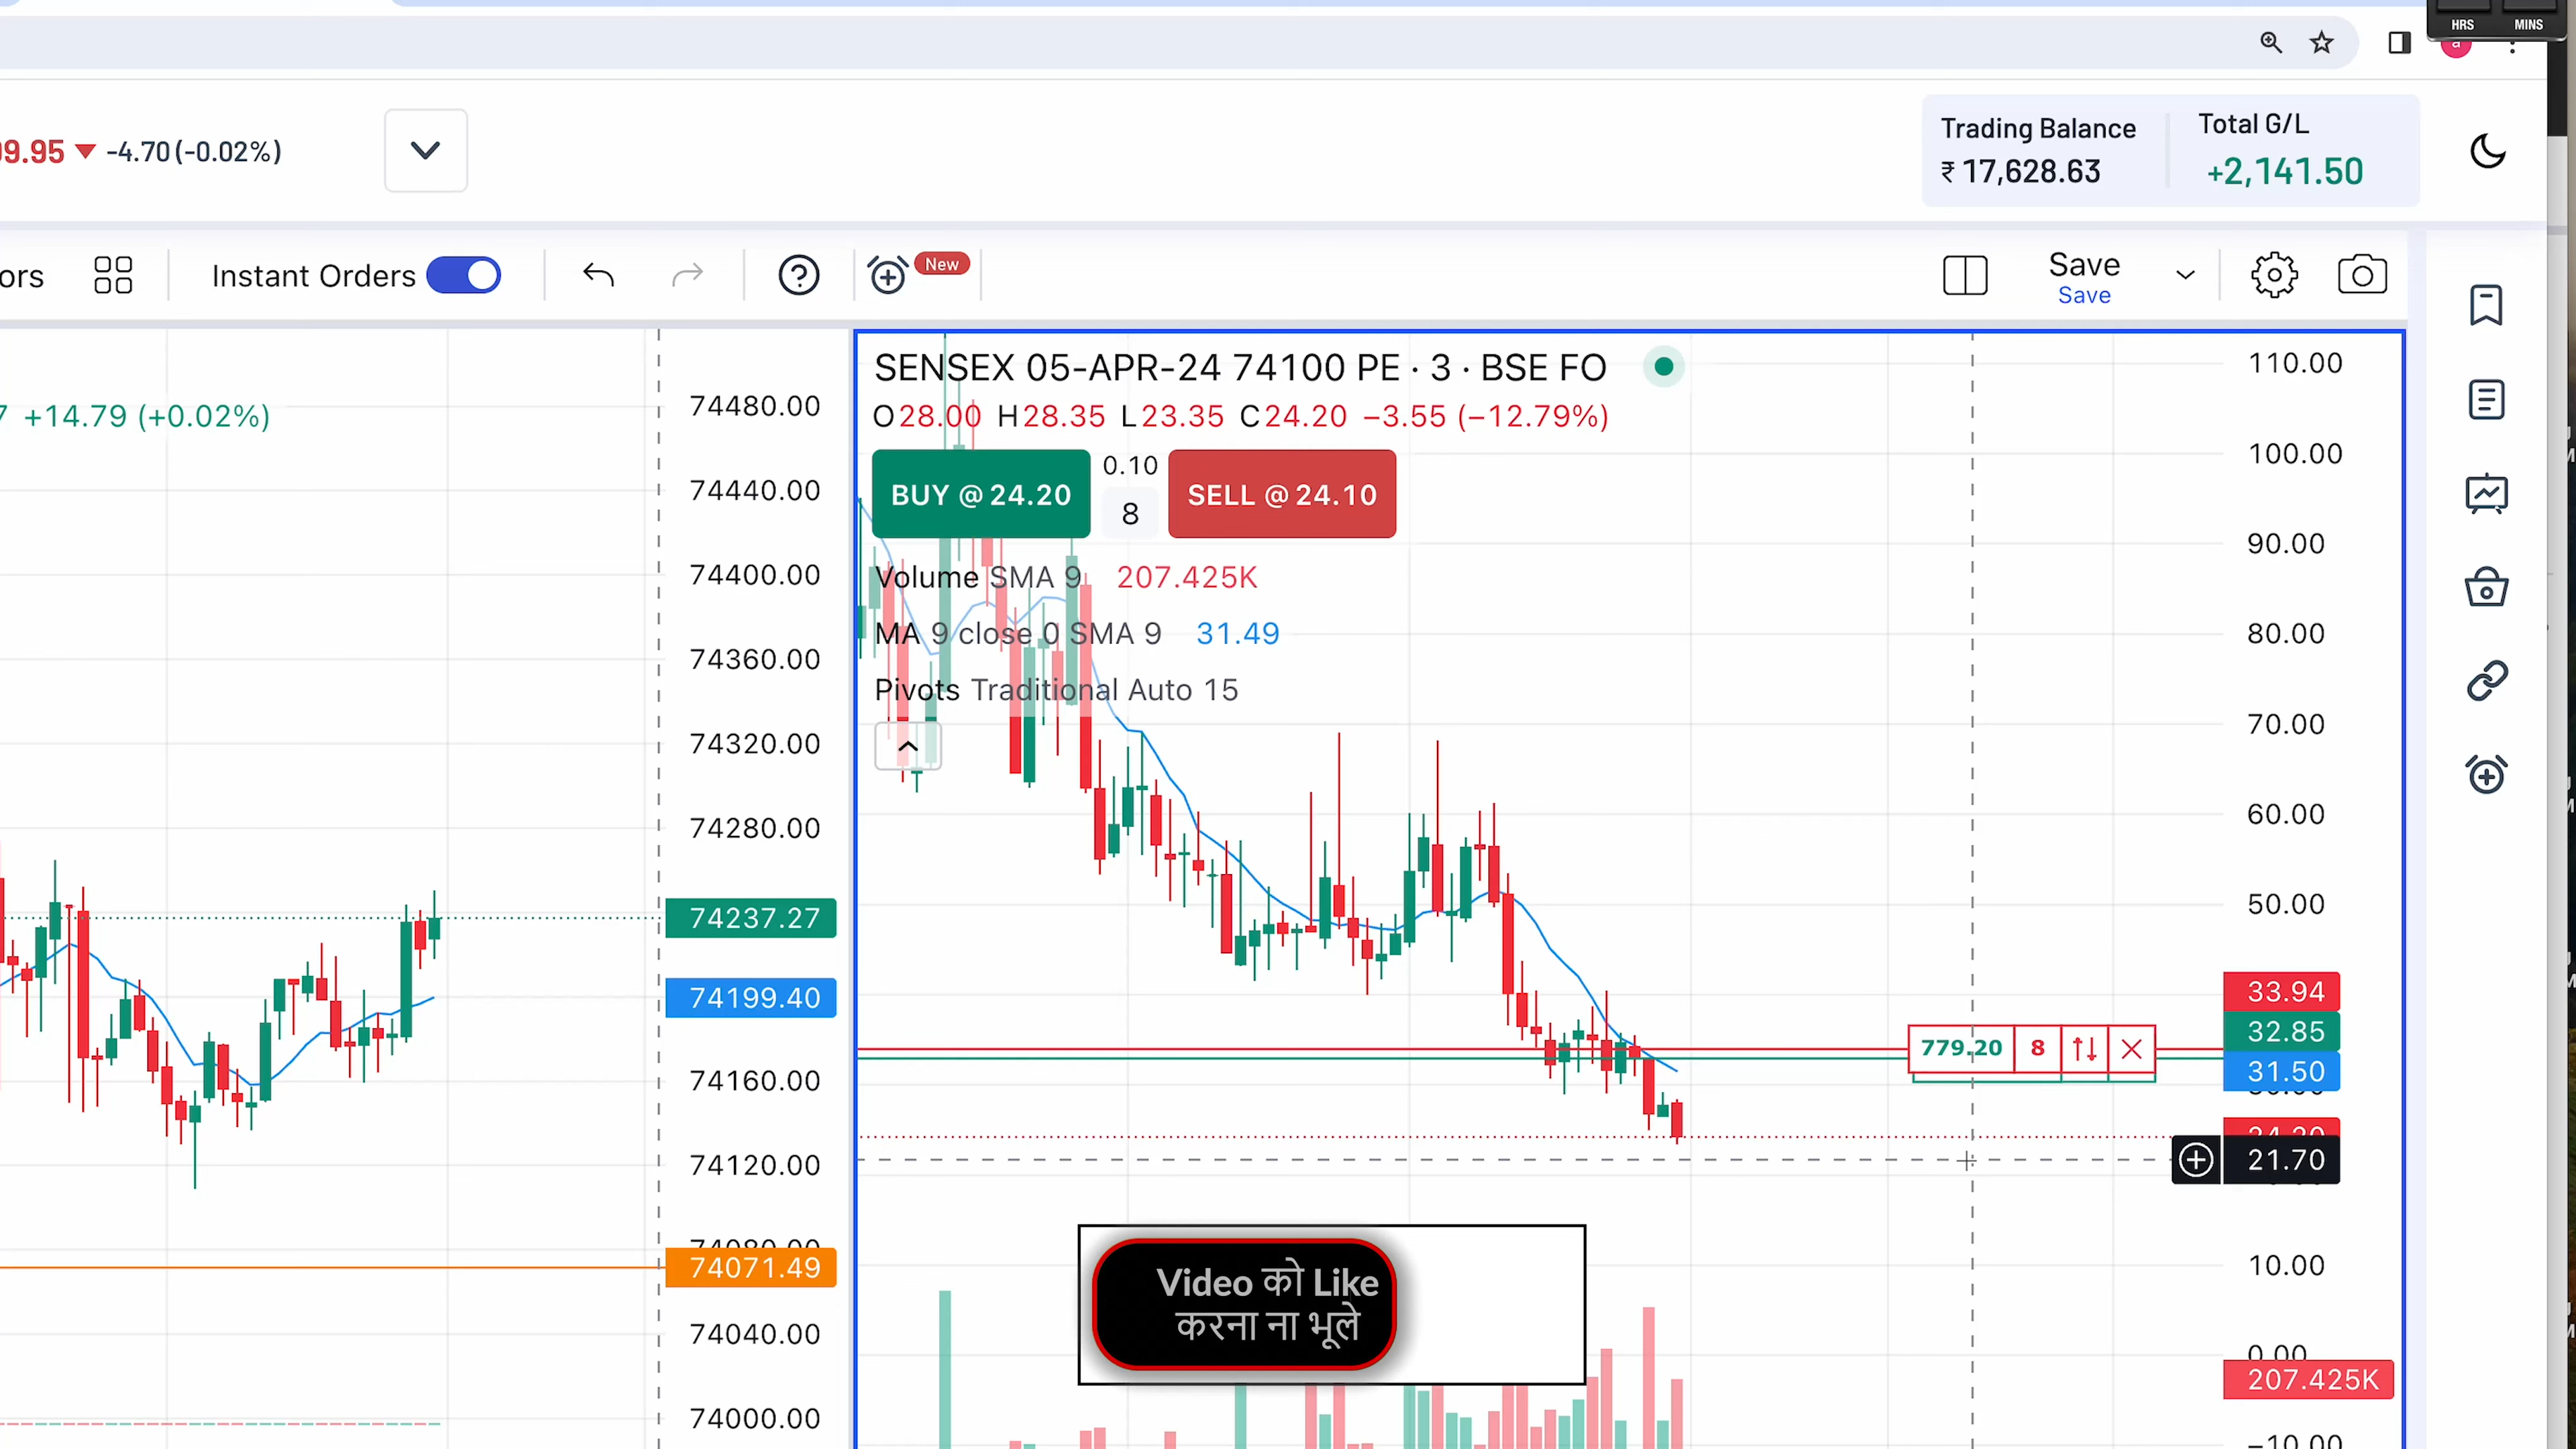 HRS MINS
9.95 -4.70 (-0.02%)
Trading Balance
₹ 17,628.63
Total G/L
+2,141.50
ors
Instant Orders
New
Save
Save
7 +14.79 (+0.02%)
74480.00
74440.00
74400.00
74360.00
74320.00
74280.00
74237.27
74199.40
74160.00
74120.00
74080.00
74071.49
74040.00
74000.00
SENSEX 05-APR-24 74100 PE · 3 · BSE FO
O28.00 H28.35 L23.35 C24.20 −3.55 (−12.79%)
BUY @ 24.20
0.10
8
SELL @ 24.10
Volume SMA 9 207.425K
MA 9 close 0 SMA 9 31.49
Pivots Traditional Auto 15
779.20 8
110.00
100.00
90.00
80.00
70.00
60.00
50.00
33.94
32.85
31.50
24.20
21.70
10.00
0.00
207.425K
−10.00
Video को Like
करना ना भूले